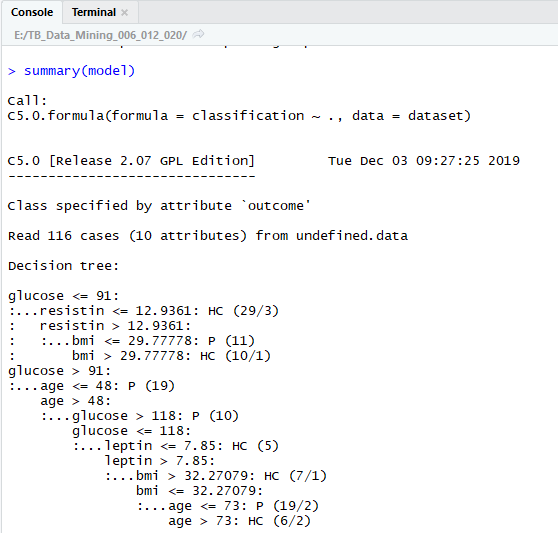 Console Terminal ×
E:/TB_Data_Mining_006_012_020/
> summary(model)
Call:
C5.0.formula(formula = classification ~ ., data = dataset)
C5.0 [Release 2.07 GPL Edition]         Tue Dec 03 09:27:25 2019
-------------------------------
Class specified by attribute `outcome'
Read 116 cases (10 attributes) from undefined.data
Decision tree:
glucose <= 91:
:...resistin <= 12.9361: HC (29/3)
:   resistin > 12.9361:
:   :...bmi <= 29.77778: P (11)
:       bmi > 29.77778: HC (10/1)
glucose > 91:
:...age <= 48: P (19)
    age > 48:
    :...glucose > 118: P (10)
        glucose <= 118:
        :...leptin <= 7.85: HC (5)
            leptin > 7.85:
            :...bmi > 32.27079: HC (7/1)
                bmi <= 32.27079:
                :...age <= 73: P (19/2)
                    age > 73: HC (6/2)